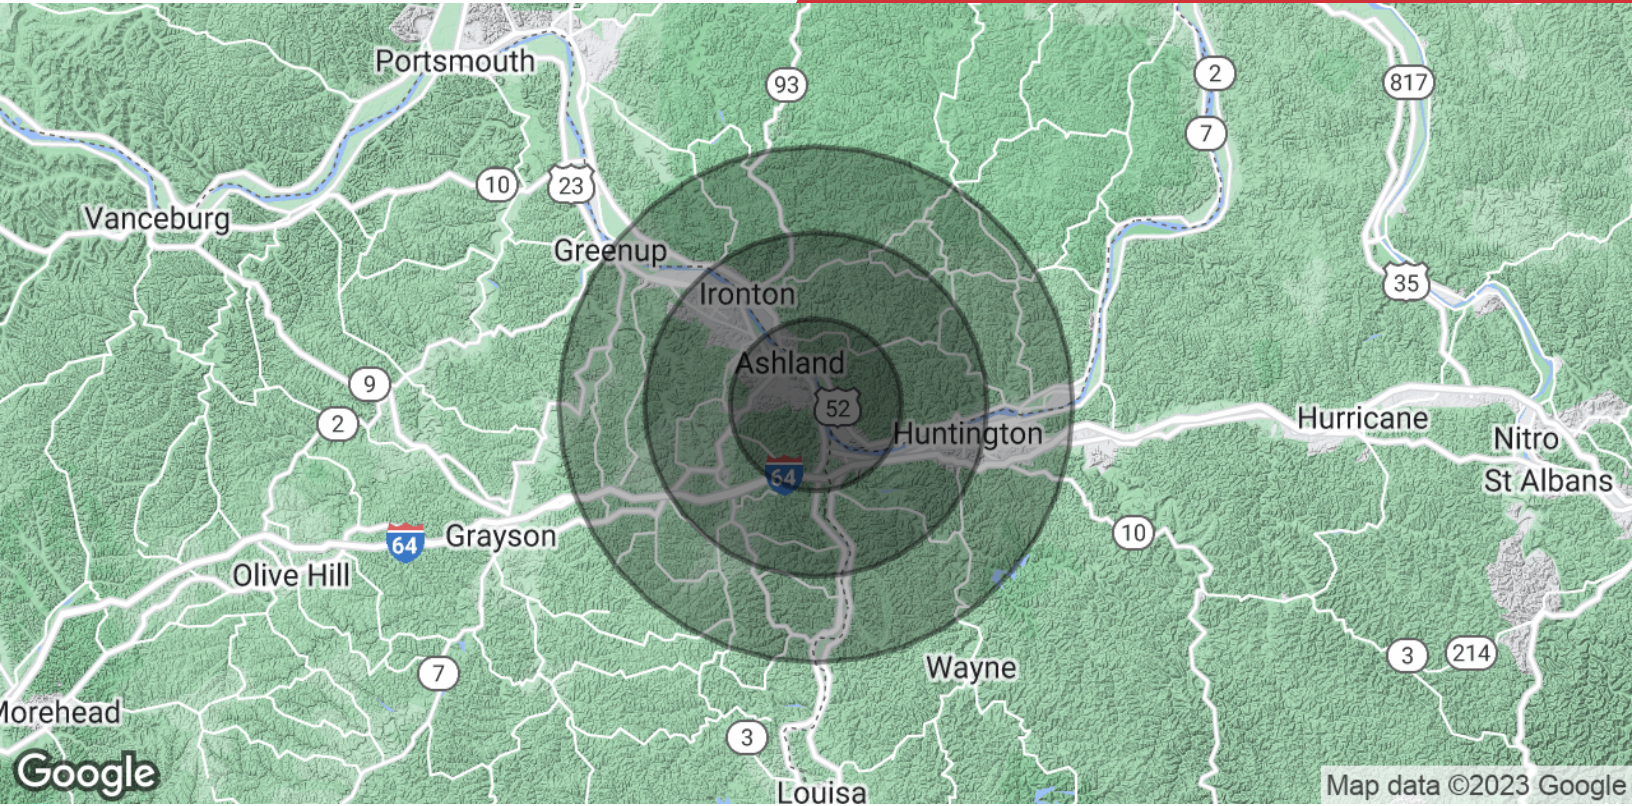 Portsmouth
93
2
817
7
10
23
Vanceburg
Greenup
35
Ironton
Ashland
9
52
2
Hurricane
Huntington
Nitro
64
St Albans
Grayson
10
64
Olive Hill
3
214
Wayne
7
Morehead
3
Google
Louisa
Map data ©2023 Google